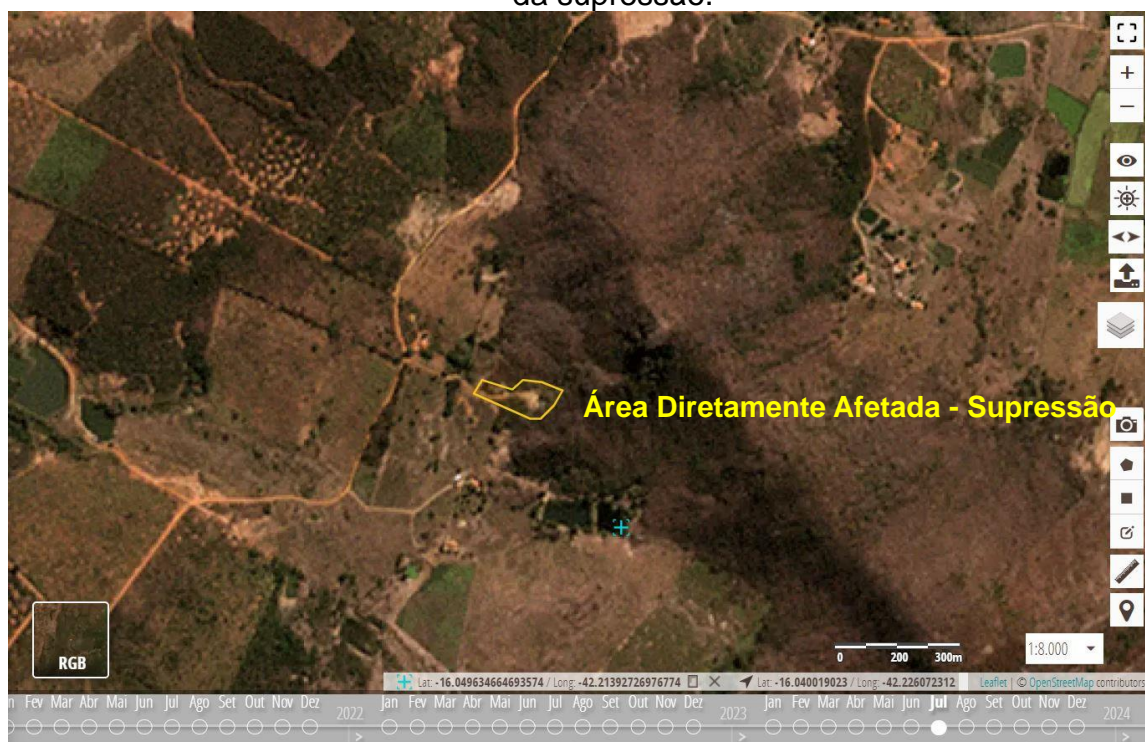 da supressão.
+
−
Área Diretamente Afetada - Supressão
RGB
0 200 300m
1:8.000
Lat: -16.049634664693574 / Long: -42.21392726976774
Lat: -16.040019023 / Long: -42.226072312
Leaflet | © OpenStreetMap contributors
n Fev Mar Abr Mai Jun Jul Ago Set Out Nov Dez 2022 Jan Fev Mar Abr Mai Jun Jul Ago Set Out Nov Dez 2023 Jan Fev Mar Abr Mai Jun Jul Ago Set Out Nov Dez 2024
> > >